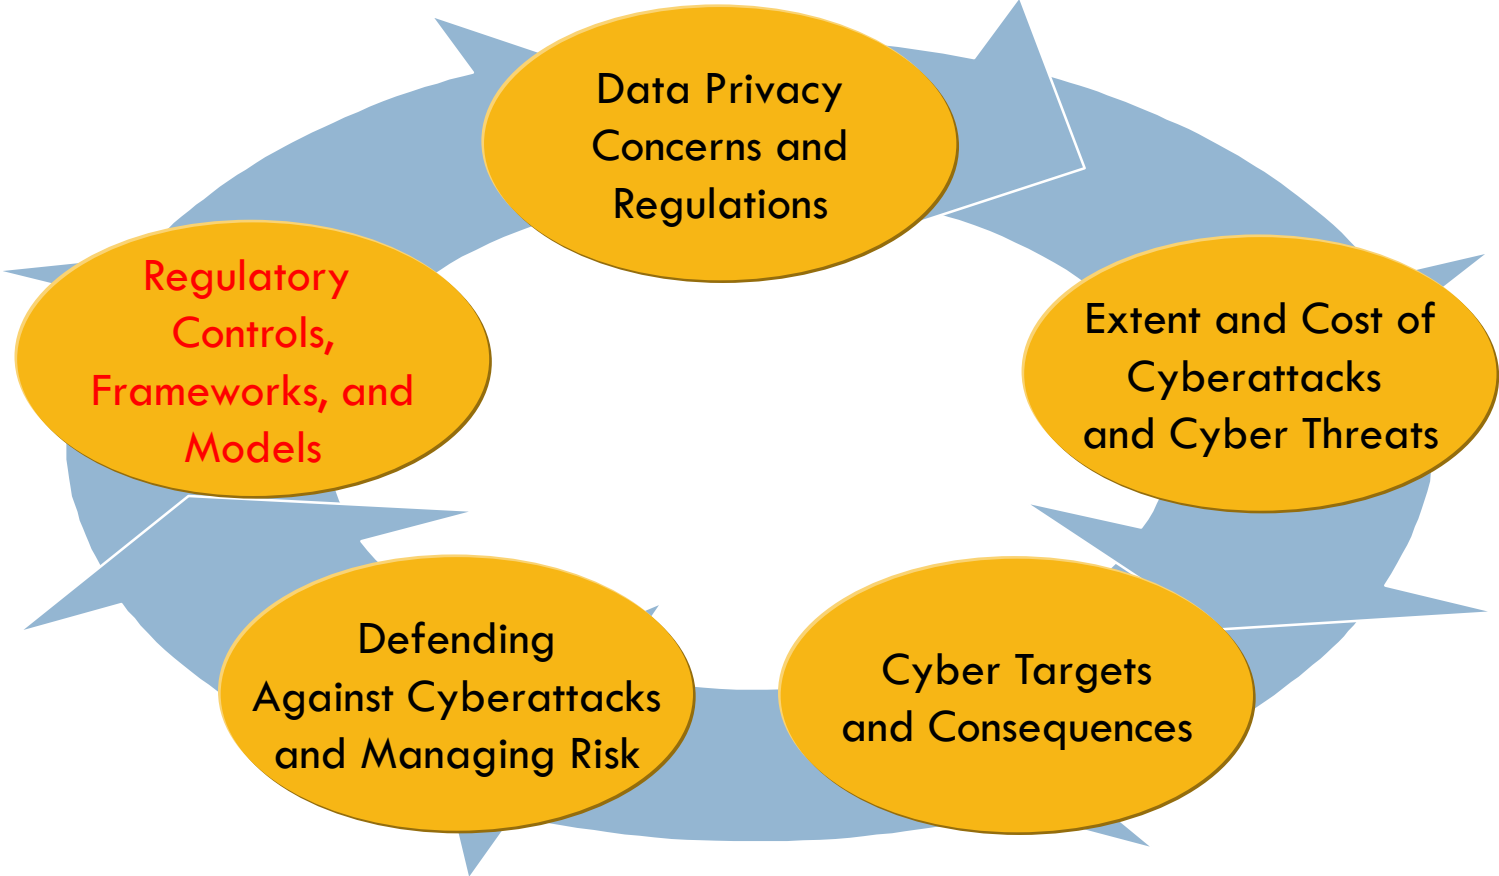 Data Privacy
Concerns and
Regulations
Extent and Cost of
Cyberattacks
and Cyber Threats
Cyber Targets
and Consequences
Defending
Against Cyberattacks
and Managing Risk
Regulatory
Controls,
Frameworks, and
Models